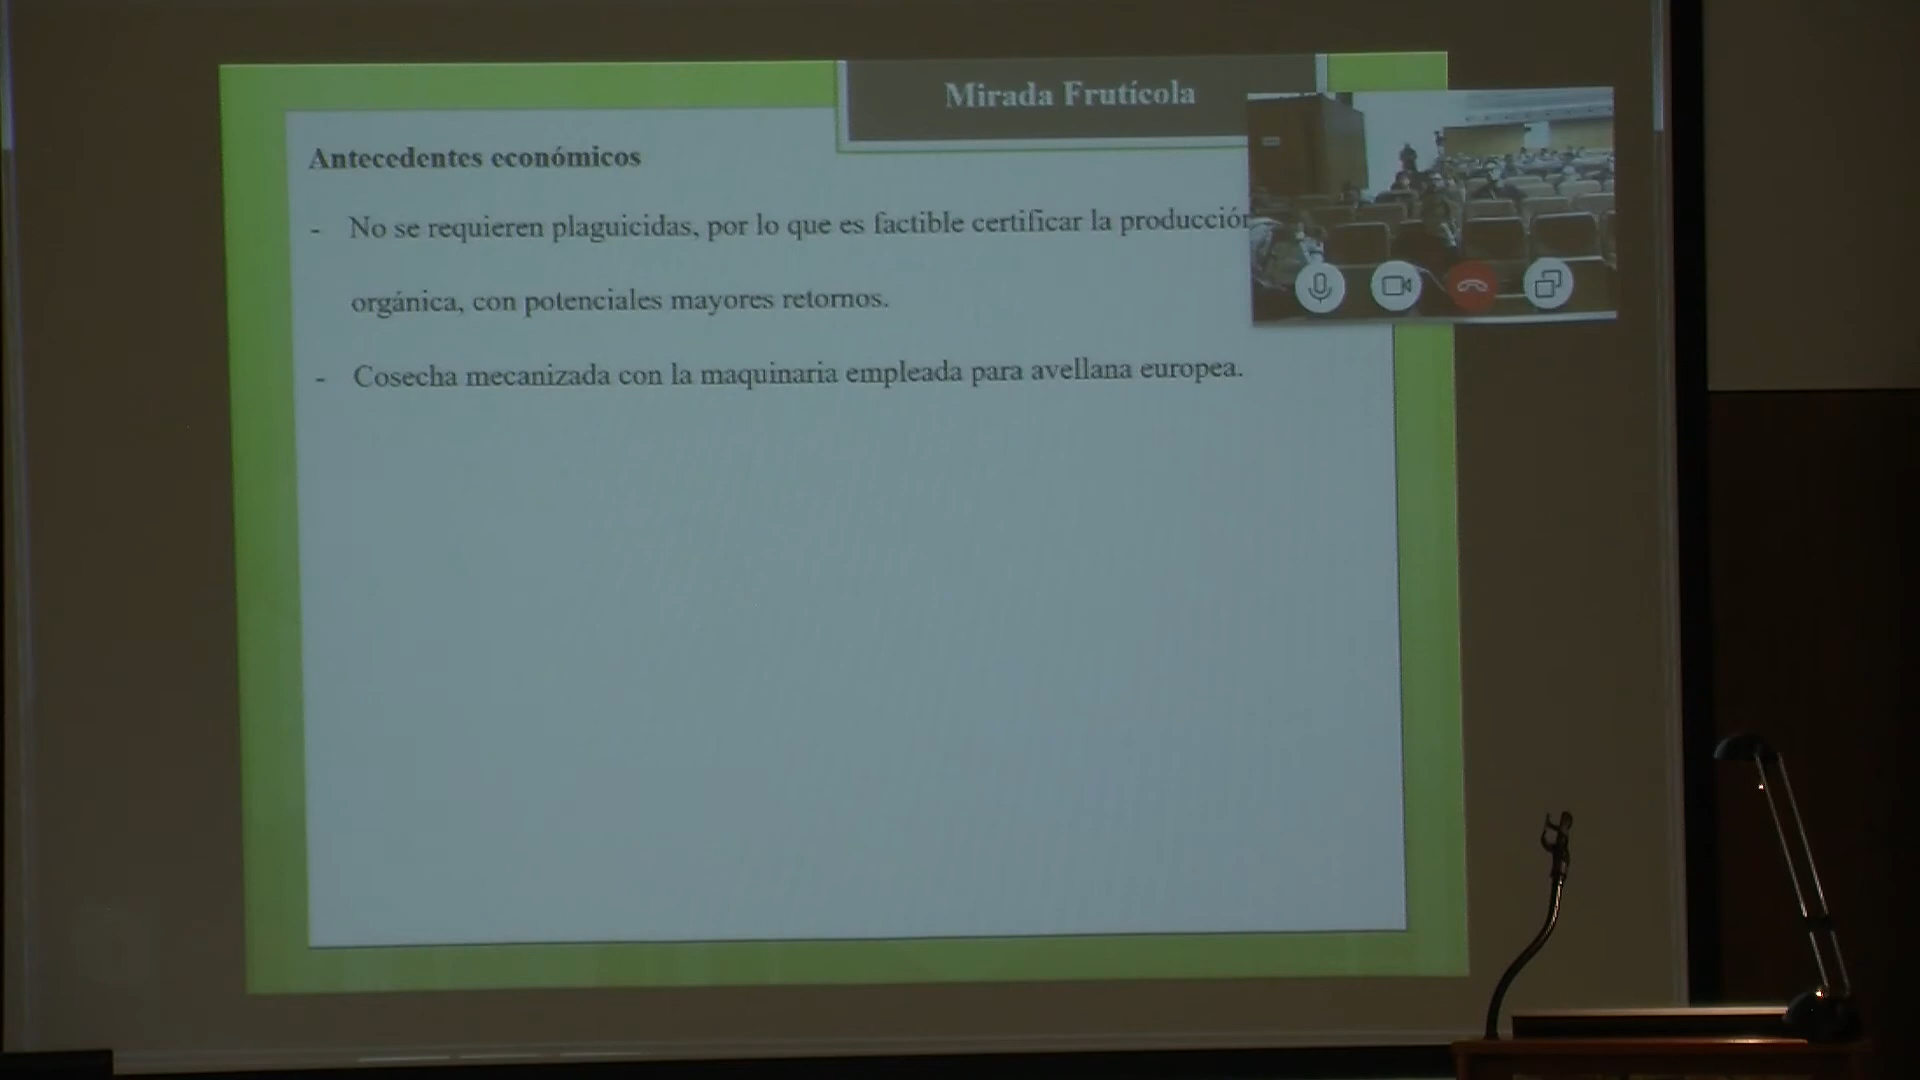 Mirada Frutícola
Antecedentes económicos
- No se requieren plaguicidas, por lo que es factible certificar la producción
orgánica, con potenciales mayores retornos.
- Cosecha mecanizada con la maquinaria empleada para avellana europea.